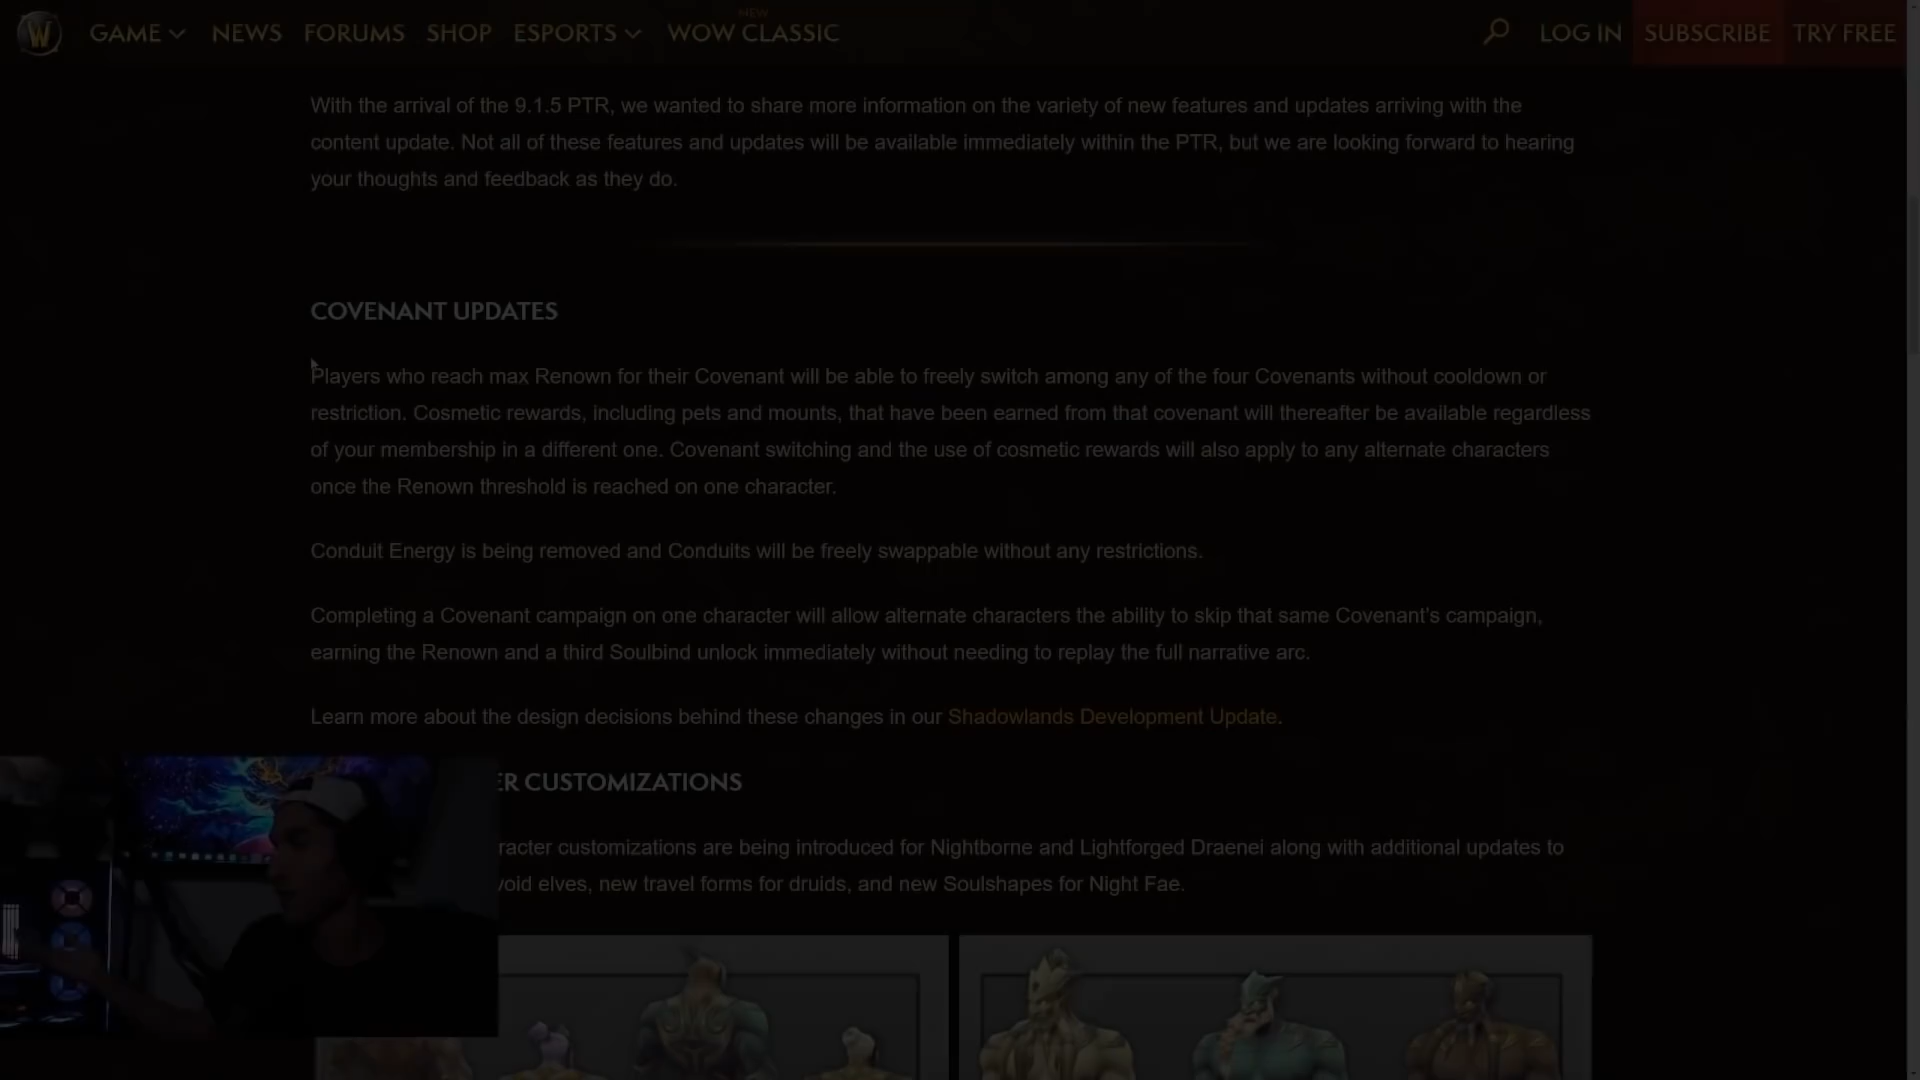 NEW
GAME NEWS FORUMS SHOP ESPORTS WOW CLASSIC LOG IN SUBSCRIBE TRY FREE
With the arrival of the 9.1.5 PTR, we wanted to share more information on the variety of new features and updates arriving with the
content update. Not all of these features and updates will be available immediately within the PTR, but we are looking forward to hearing
your thoughts and feedback as they do.
COVENANT UPDATES
Players who reach max Renown for their Covenant will be able to freely switch among any of the four Covenants without cooldown or
restriction. Cosmetic rewards, including pets and mounts, that have been earned from that covenant will thereafter be available regardless
of your membership in a different one. Covenant switching and the use of cosmetic rewards will also apply to any alternate characters
once the Renown threshold is reached on one character.
Conduit Energy is being removed and Conduits will be freely swappable without any restrictions.
Completing a Covenant campaign on one character will allow alternate characters the ability to skip that same Covenant's campaign,
earning the Renown and a third Soulbind unlock immediately without needing to replay the full narrative arc.
Learn more about the design decisions behind these changes in our Shadowlands Development Update.
ER CUSTOMIZATIONS
racter customizations are being introduced for Nightborne and Lightforged Draenei along with additional updates to
void elves, new travel forms for druids, and new Soulshapes for Night Fae.